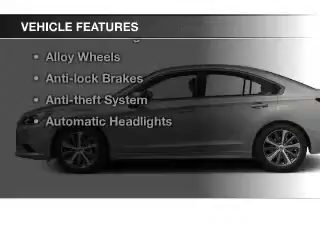 VEHICLE FEATURES
• Alloy Wheels
• Anti-lock Brakes
• Anti-theft System
• Automatic Headlights